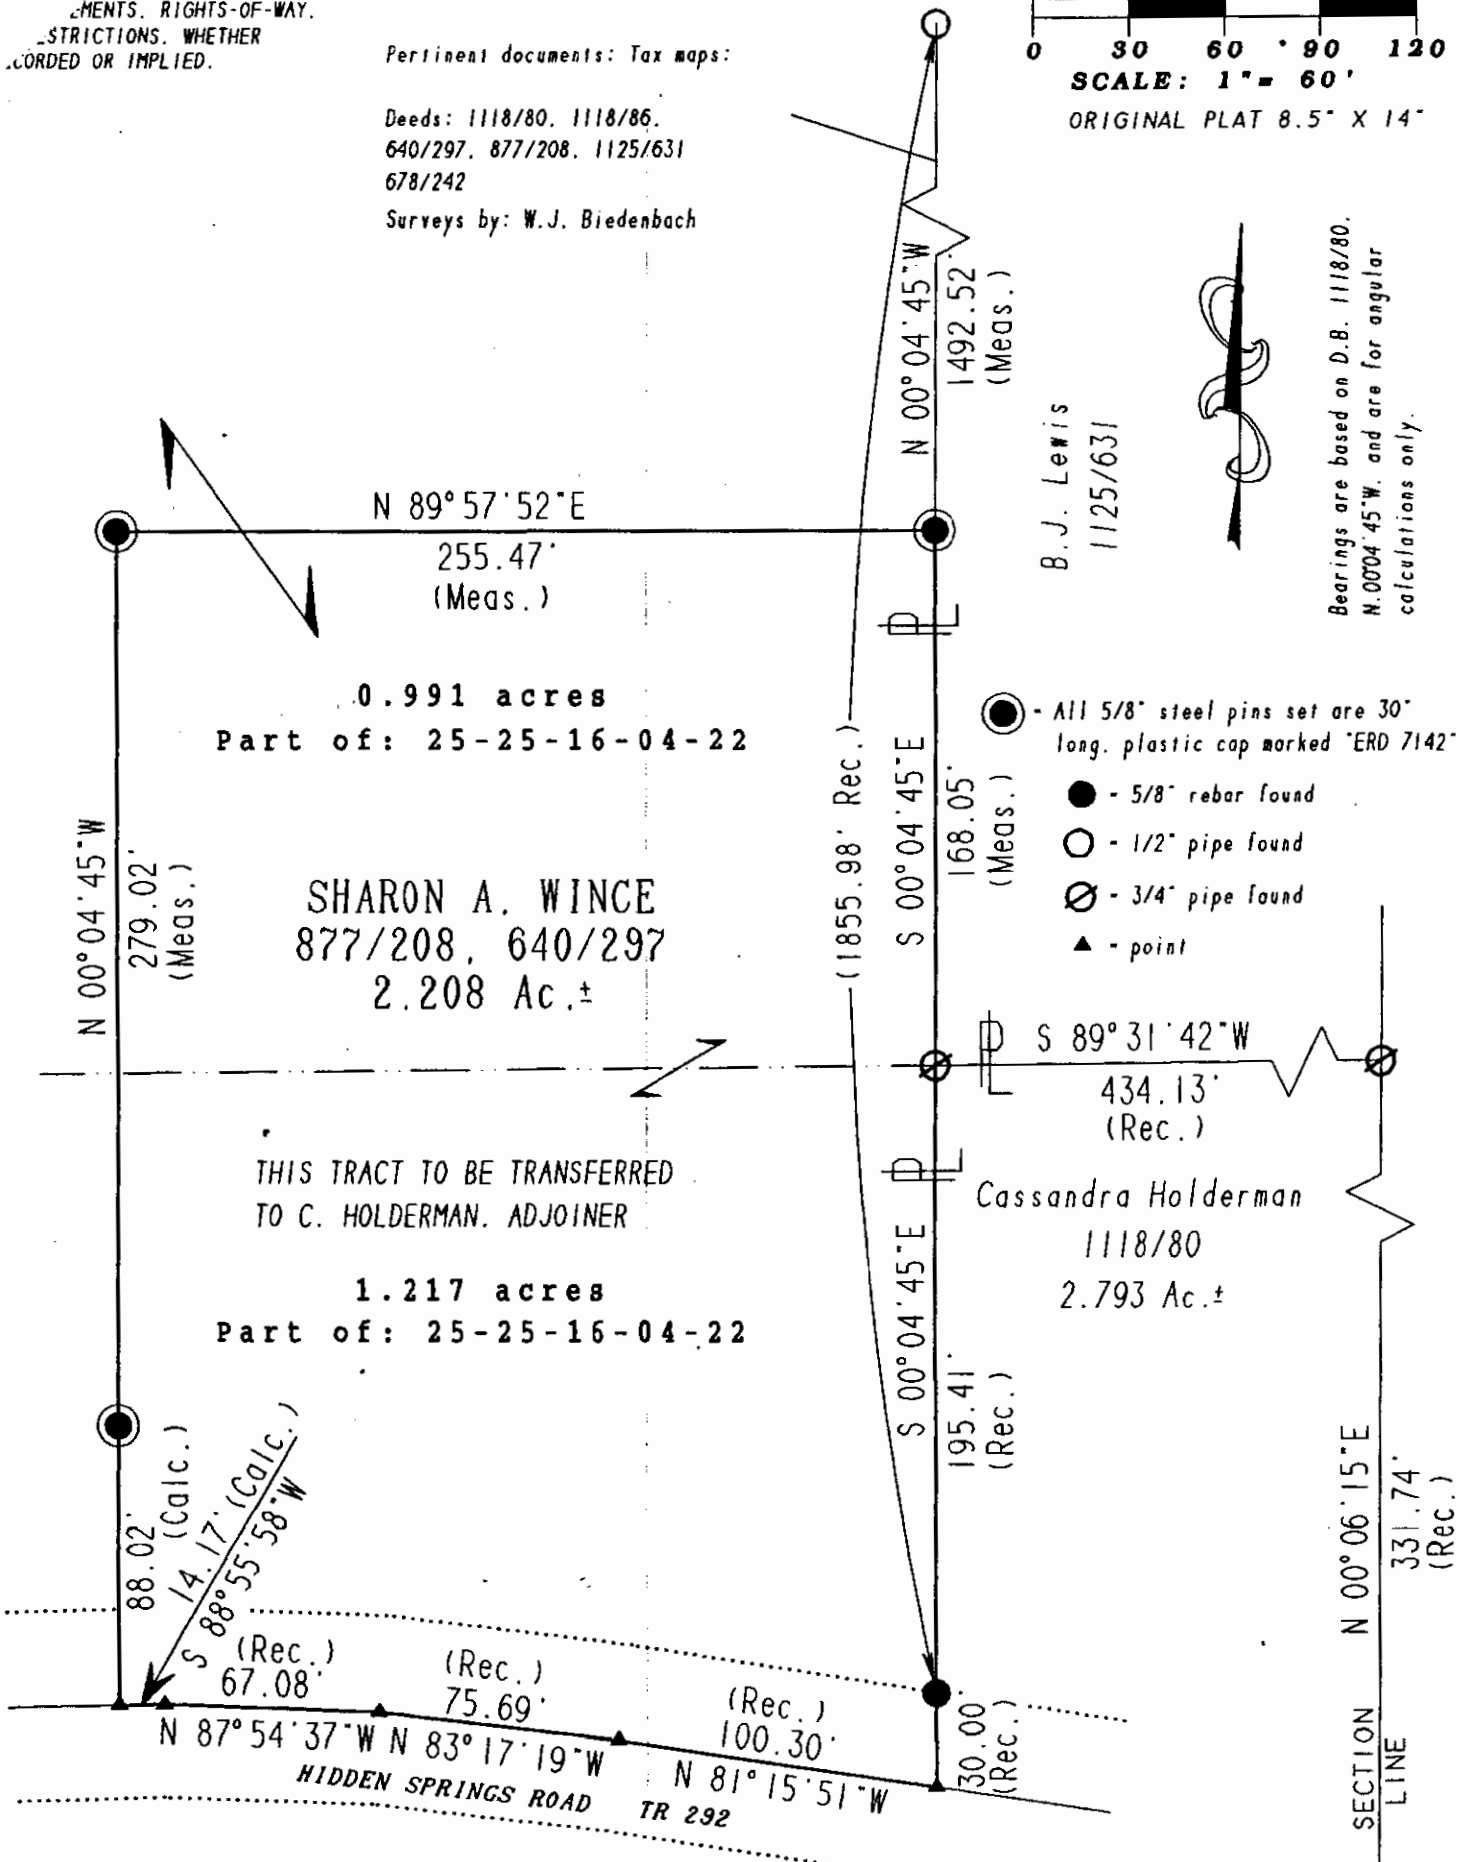 EMENTS. RIGHTS-OF-WAY.
STRICTIONS. WHETHER
CORDED OR IMPLIED.
Pertinent documents: Tax maps:
Deeds: 1118/80. 1118/86.
640/297. 877/208. 1125/631
678/242
Surveys by: W.J. Biedenbach
0 30 60 90 120
SCALE: 1"= 60'
ORIGINAL PLAT 8.5" X 14"
N 00°04'45"W
1492.52'
(Meas.)
B.J. Lewis
1125/631
Bearings are based on D.B. 1118/80.
N.00°04'45"W. and are for angular
calculations only.
N 89°57'52"E
255.47'
(Meas.)
0.991 acres
Part of: 25-25-16-04-22
PL
(1855.98' Rec.)
S 00°04'45"E
168.05'
(Meas.)
- All 5/8" steel pins set are 30"
long. plastic cap marked "ERD 7142"
- 5/8" rebar found
- 1/2" pipe found
- 3/4" pipe found
- point
N 00°04'45"W
279.02'
(Meas.)
SHARON A. WINCE
877/208, 640/297
2.208 Ac.±
PL
S 89°31'42"W
434.13'
(Rec.)
THIS TRACT TO BE TRANSFERRED
TO C. HOLDERMAN. ADJOINER
1.217 acres
Part of: 25-25-16-04-22
PL
Cassandra Holderman
1118/80
2.793 Ac.±
S 00°04'45"E
195.41'
(Rec.)
N 00°06'15"E
331.74'
(Rec.)
88.02'
(Calc.)
14.17' (Calc.)
S 88°55'58"W
(Rec.)
67.08'
N 87°54'37"W
(Rec.)
75.69'
N 83°17'19"W
(Rec.)
100.30'
N 81°15'51"W
30.00
(Rec.)
HIDDEN SPRINGS ROAD TR 292
SECTION
LINE